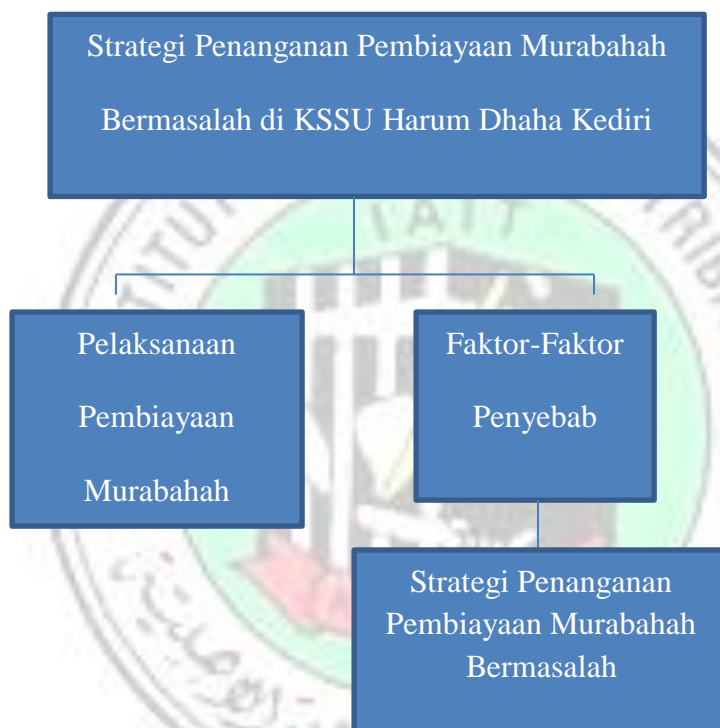 Strategi Penanganan Pembiayaan Murabahah
Bermasalah di KSSU Harum Dhaha Kediri
IAIT
Pelaksanaan
Pembiayaan
Murabahah
Faktor-Faktor
Penyebab
Strategi Penanganan
Pembiayaan Murabahah
Bermasalah